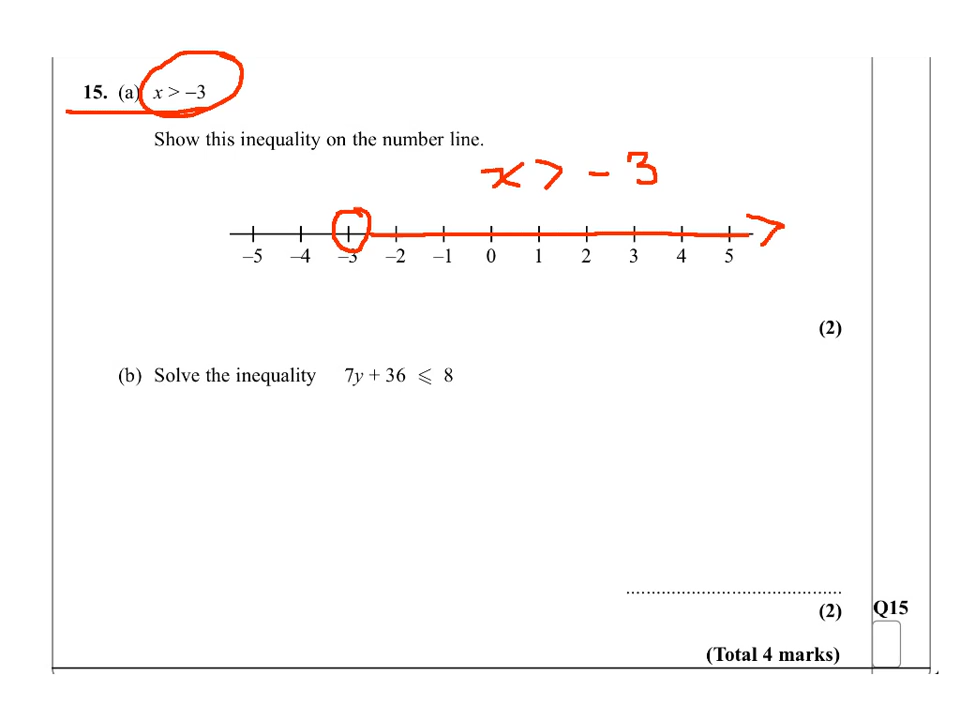 15. (a) x > –3
Show this inequality on the number line.
x > - 3
–5 –4 –3 –2 –1 0 1 2 3 4 5
(2)
(b) Solve the inequality 7y + 36 ⩽ 8
(2)
Q15
(Total 4 marks)